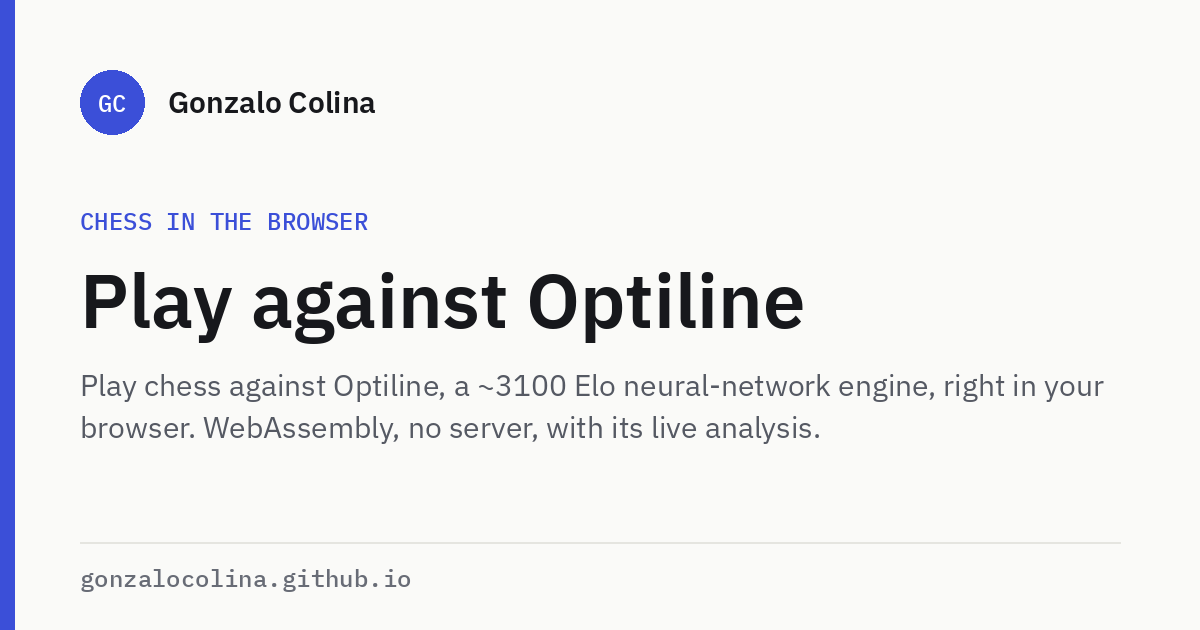 GC
Gonzalo Colina
CHESS IN THE BROWSER
Play against Optiline
Play chess against Optiline, a ~3100 Elo neural-network engine, right in your
browser. WebAssembly, no server, with its live analysis.
gonzalocolina.github.io